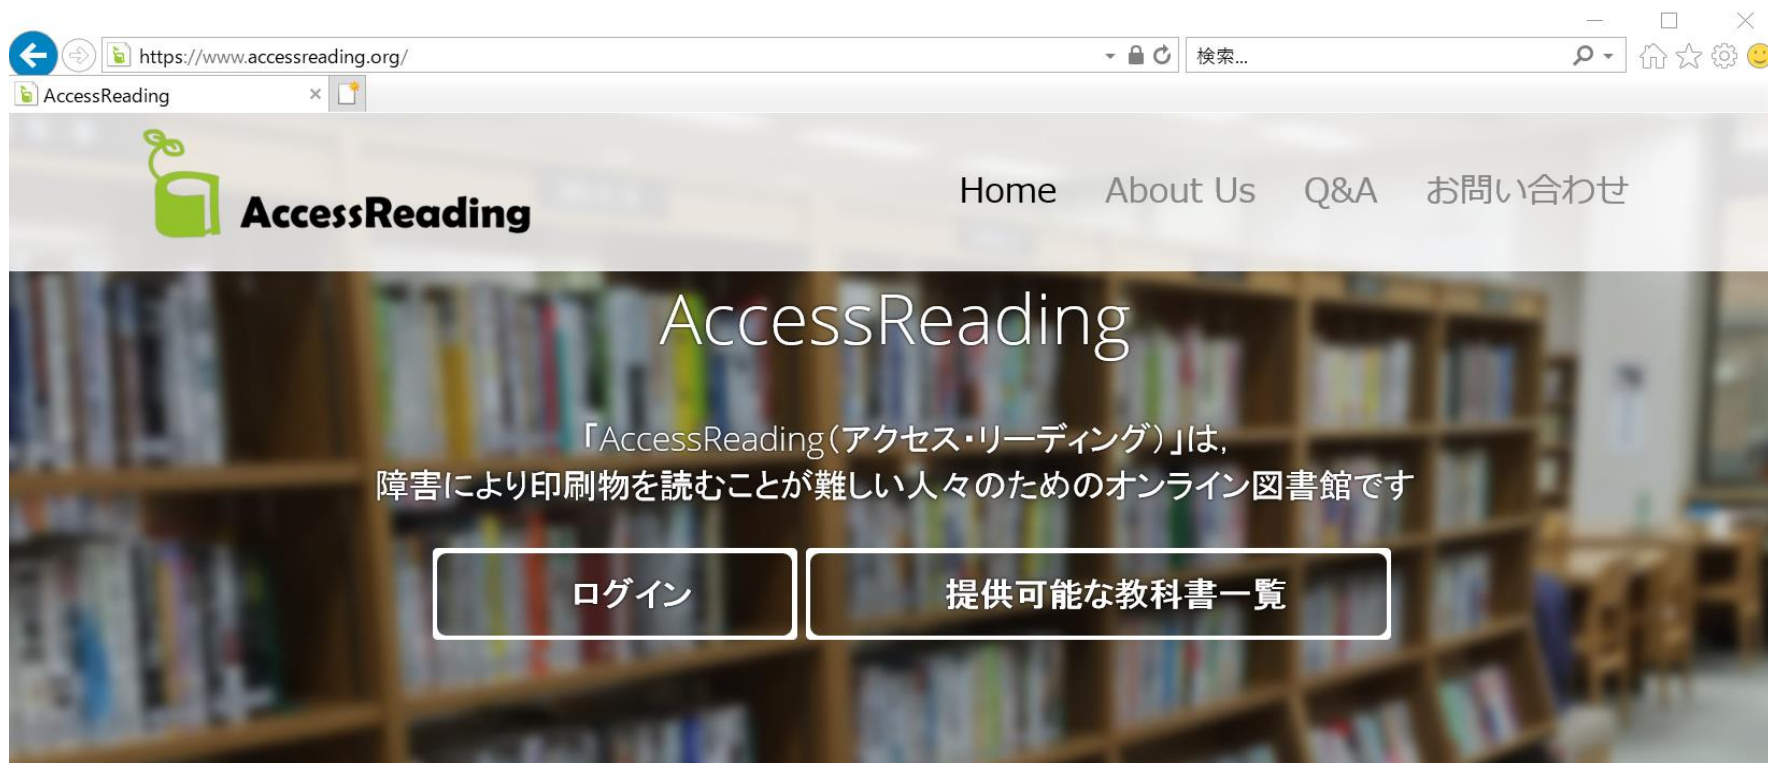 https://www.accessreading.org/
検索...
AccessReading
AccessReading
Home About Us Q&A お問い合わせ
AccessReading
「AccessReading(アクセス・リーディング)」は,
障害により印刷物を読むことが難しい人々のためのオンライン図書館です
ログイン 提供可能な教科書一覧